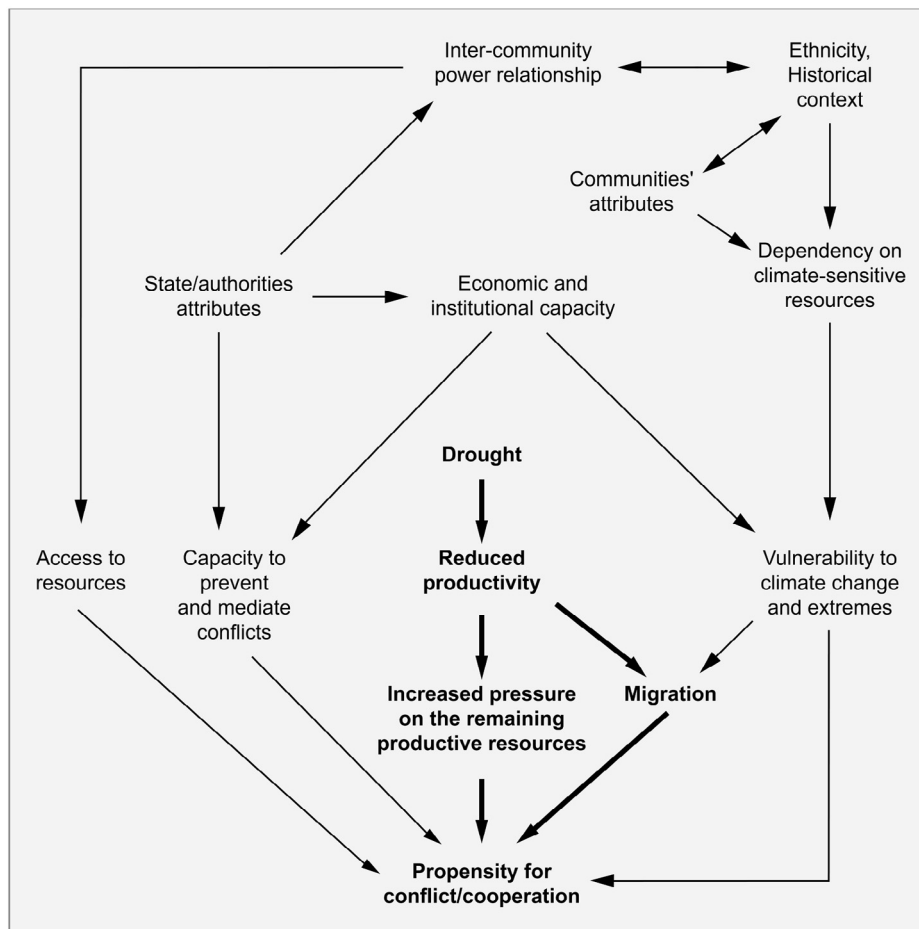 Inter-community
power relationship
Ethnicity,
Historical
context
Communities'
attributes
State/authorities
attributes
Economic and
institutional capacity
Dependency on
climate-sensitive
resources
Drought
Access to
resources
Capacity to
prevent
and mediate
conflicts
Reduced
productivity
Vulnerability to
climate change
and extremes
Increased pressure
on the remaining
productive resources
Migration
Propensity for
conflict/cooperation